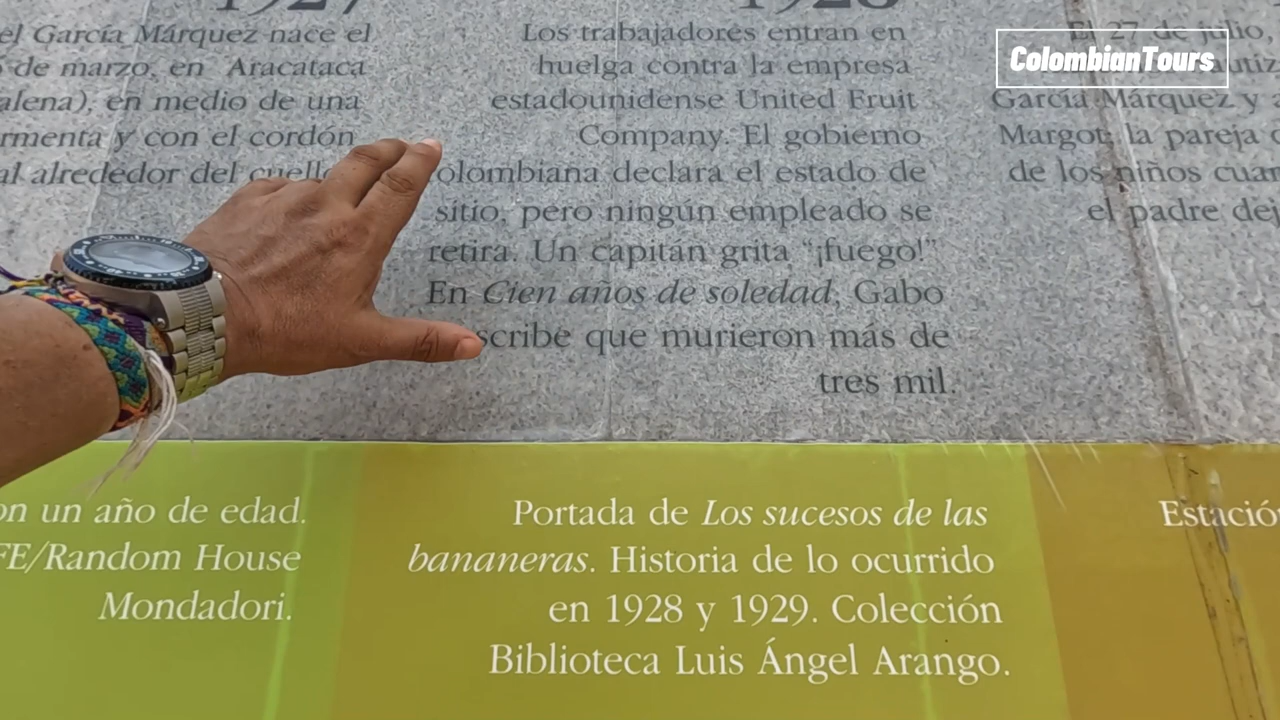 1927
el García Márquez nace el
de marzo, en Aracataca
alena), en medio de una
rmenta y con el cordón
al alrededor del cuello
1928
Los trabajadores entran en
huelga contra la empresa
estadounidense United Fruit
Company. El gobierno
olombiana declara el estado de
sitio, pero ningún empleado se
retira. Un capitán grita “¡fuego!”
En Cien años de soledad, Gabo
scribe que murieron más de
tres mil.
El 27 de julio,
utiz
García Márquez y a
Margot: la pareja
de los niños cuan
el padre dej
ColombianTours
on un año de edad.
FE/Random House
Mondadori.
Portada de Los sucesos de las
bananeras. Historia de lo ocurrido
en 1928 y 1929. Colección
Biblioteca Luis Ángel Arango.
Estación